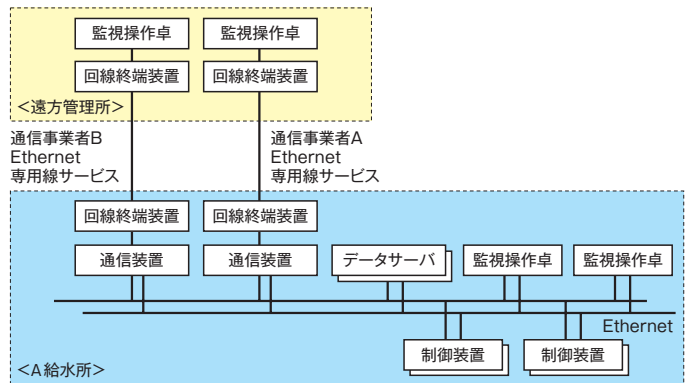 監視操作卓
監視操作卓
回線終端装置
回線終端装置
<遠方管理所>
通信事業者B
Ethernet
専用線サービス
通信事業者A
Ethernet
専用線サービス
回線終端装置
回線終端装置
通信装置
通信装置
データサーバ
監視操作卓
監視操作卓
Ethernet
制御装置
制御装置
<A給水所>